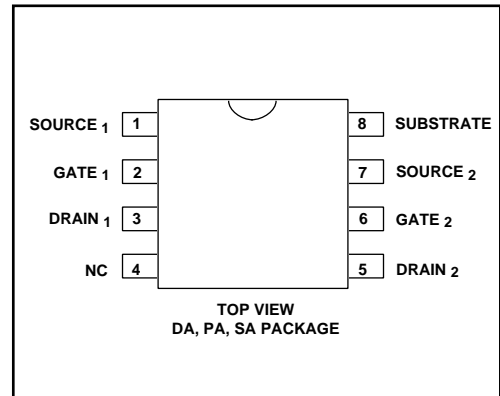 SOURCE 1 1 8 SUBSTRATE
GATE 1 2 7 SOURCE 2
DRAIN 1 3 6 GATE 2
NC 4 5 DRAIN 2
TOP VIEW
DA, PA, SA PACKAGE